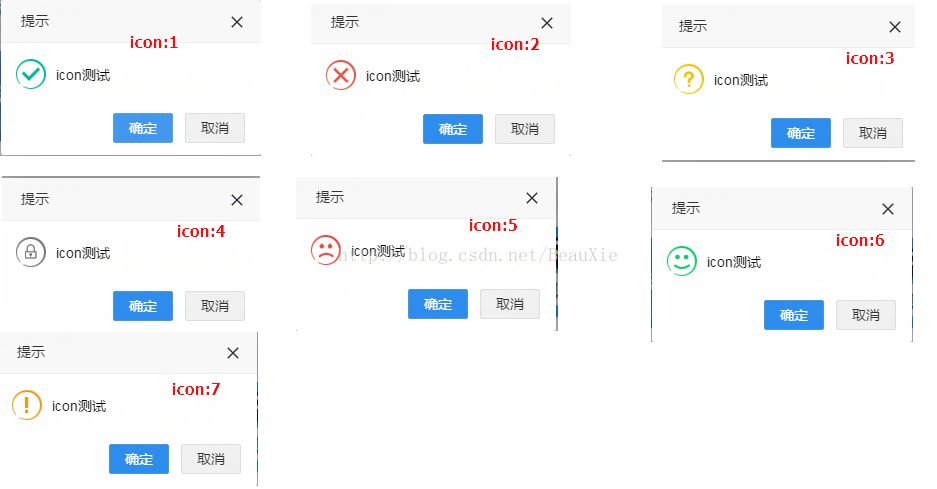 提示
icon:1
icon测试
确定 取消
提示
icon:2
icon测试
确定 取消
提示
icon:3
icon测试
确定 取消
提示
icon:4
icon测试
确定 取消
提示
icon:5
icon测试
http://blog.csdn.net/BeauXie
确定 取消
提示
icon:6
icon测试
确定 取消
提示
icon:7
icon测试
确定 取消